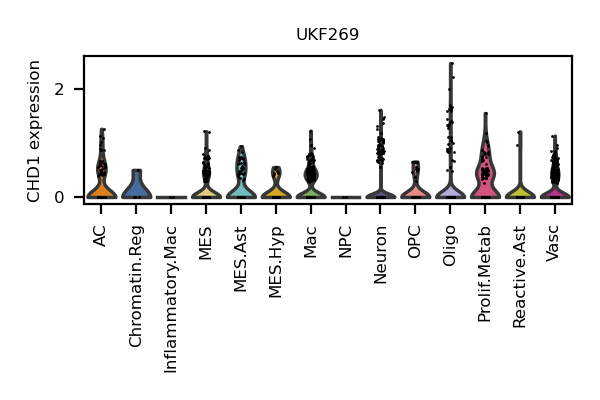 UKF269
CHD1 expression
2
0
AC
Chromatin.Reg
Inflammatory.Mac
MES
MES.Ast
MES.Hyp
Mac
NPC
Neuron
OPC
Oligo
Prolif.Metab
Reactive.Ast
Vasc